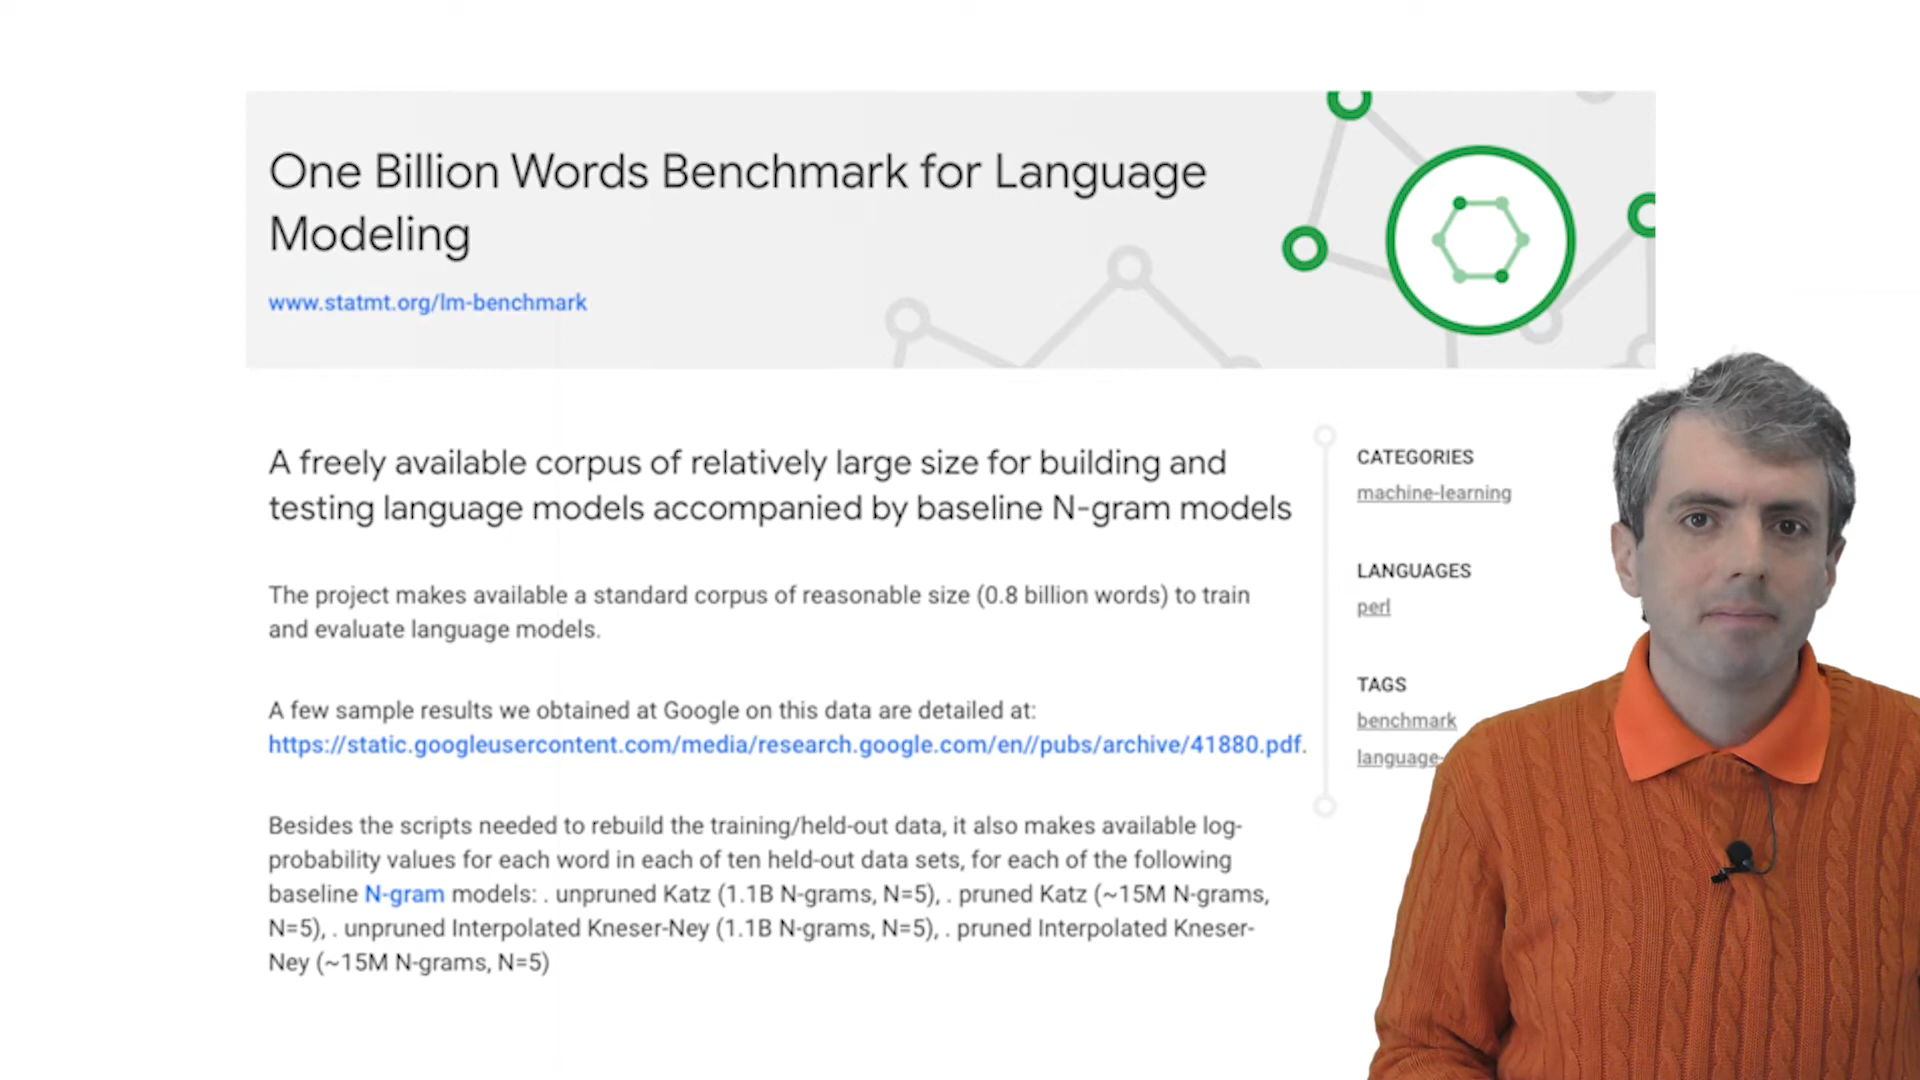 One Billion Words Benchmark for Language
Modeling
www.statmt.org/lm-benchmark
A freely available corpus of relatively large size for building and
testing language models accompanied by baseline N-gram models
The project makes available a standard corpus of reasonable size (0.8 billion words) to train
and evaluate language models.
A few sample results we obtained at Google on this data are detailed at:
https://static.googleusercontent.com/media/research.google.com/en//pubs/archive/41880.pdf.
Besides the scripts needed to rebuild the training/held-out data, it also makes available log-
probability values for each word in each of ten held-out data sets, for each of the following
baseline N-gram models: . unpruned Katz (1.1B N-grams, N=5), . pruned Katz (~15M N-grams,
N=5), . unpruned Interpolated Kneser-Ney (1.1B N-grams, N=5), . pruned Interpolated Kneser-
Ney (~15M N-grams, N=5)
CATEGORIES
machine-learning
LANGUAGES
perl
TAGS
benchmark
language-